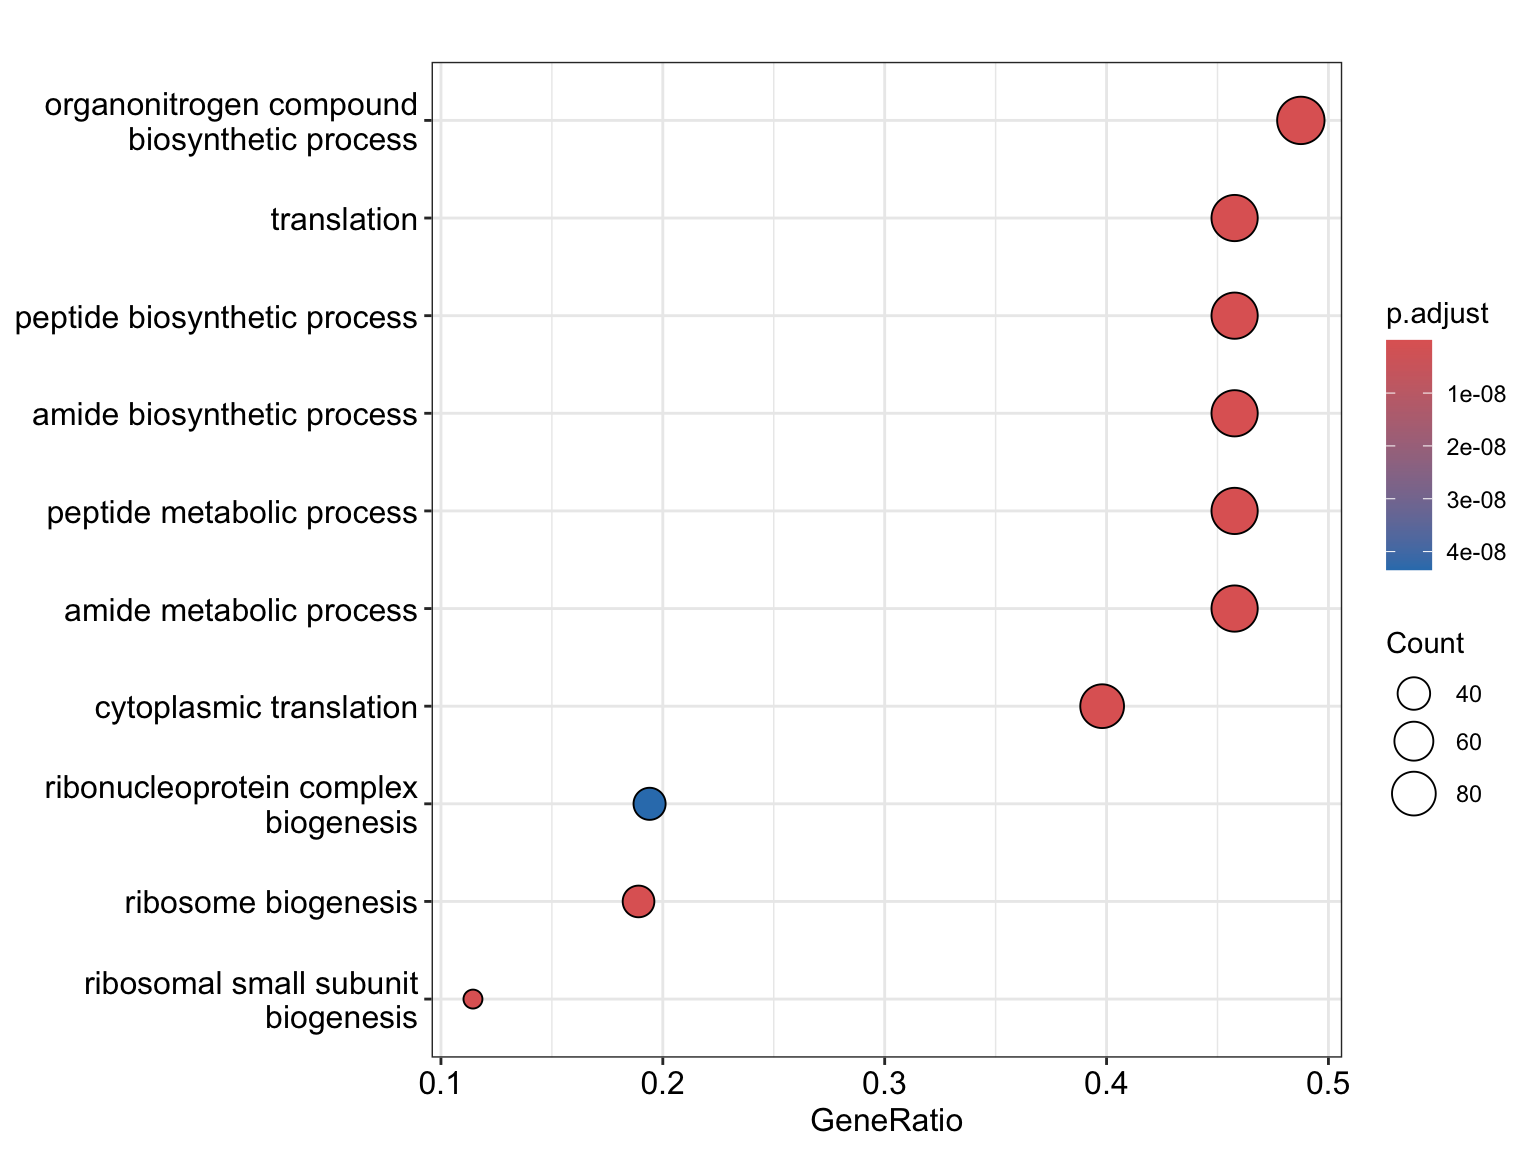 organonitrogen compound
biosynthetic process
translation
peptide biosynthetic process
amide biosynthetic process
peptide metabolic process
amide metabolic process
cytoplasmic translation
ribonucleoprotein complex
biogenesis
ribosome biogenesis
ribosomal small subunit
biogenesis
0.1 0.2 0.3 0.4 0.5
GeneRatio
p.adjust
1e-08
2e-08
3e-08
4e-08
Count
40
60
80